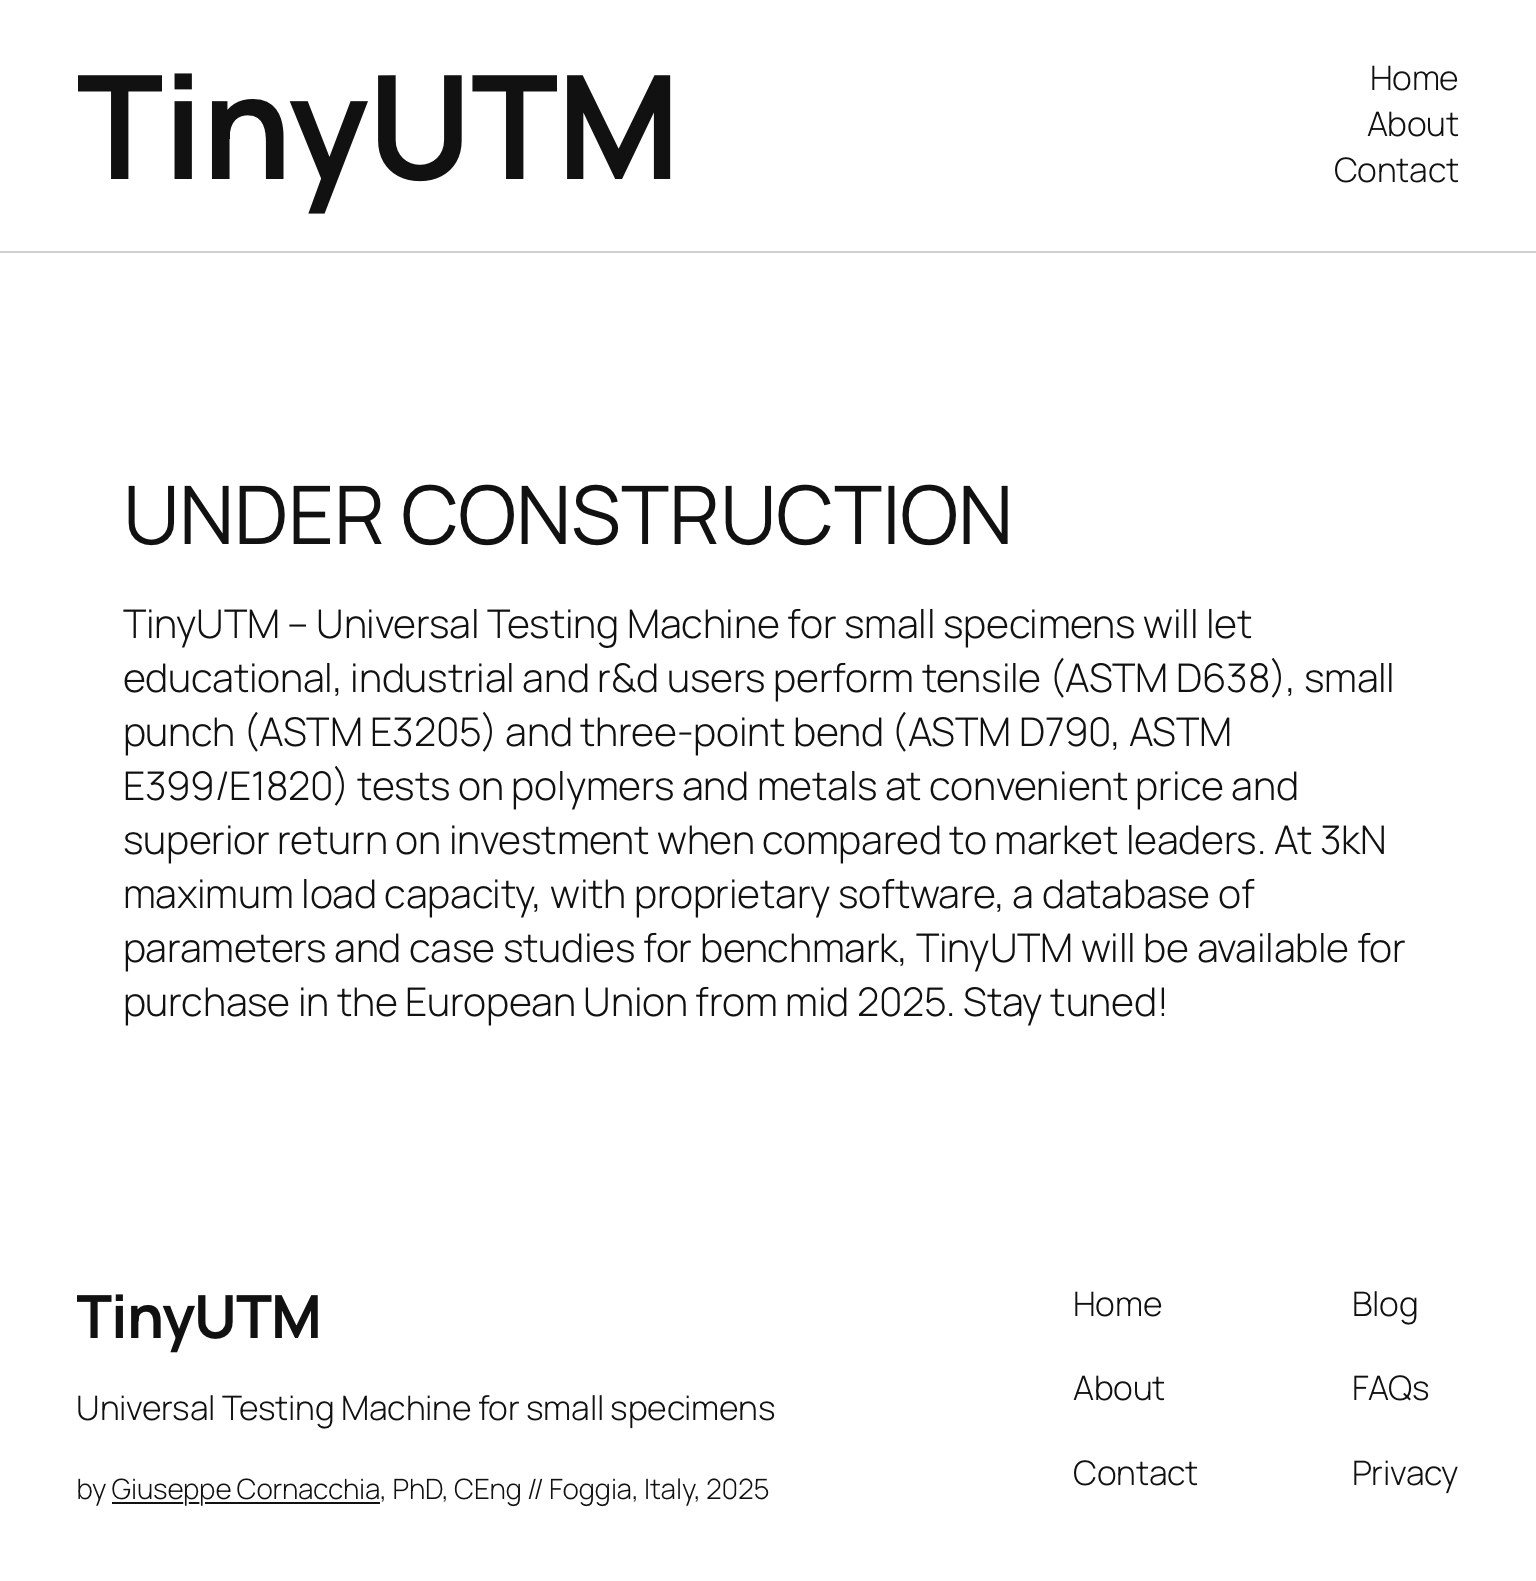 TinyUTM
Home
About
Contact
UNDER CONSTRUCTION
TinyUTM – Universal Testing Machine for small specimens will let
educational, industrial and r&d users perform tensile (ASTM D638), small
punch (ASTM E3205) and three-point bend (ASTM D790, ASTM
E399/E1820) tests on polymers and metals at convenient price and
superior return on investment when compared to market leaders. At 3kN
maximum load capacity, with proprietary software, a database of
parameters and case studies for benchmark, TinyUTM will be available for
purchase in the European Union from mid 2025. Stay tuned!
TinyUTM
Universal Testing Machine for small specimens
by Giuseppe Cornacchia, PhD, CEng // Foggia, Italy, 2025
Home
About
Contact
Blog
FAQs
Privacy